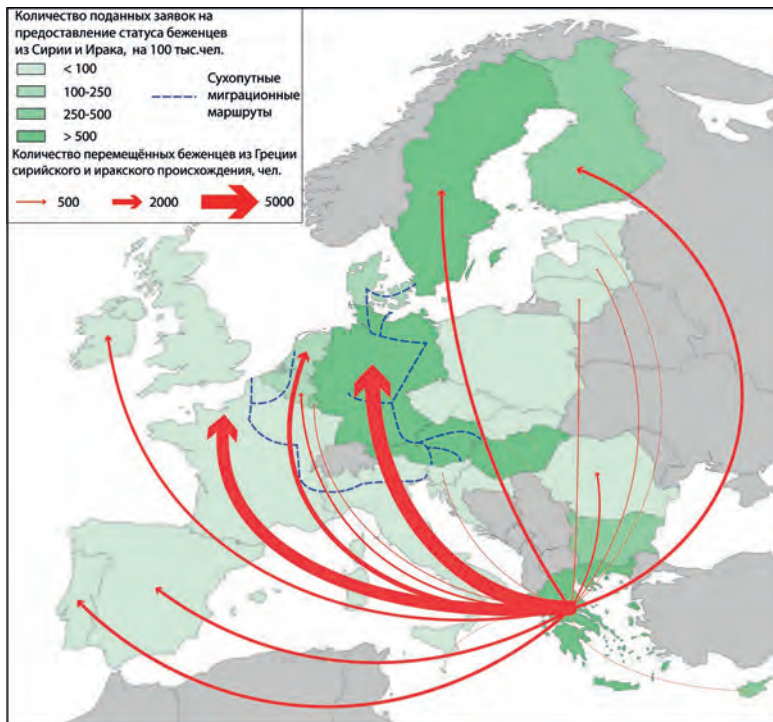 Количество поданных заявок на
предоставление статуса беженцев
из Сирии и Ирака, на 100 тыс.чел.
< 100
100-250
250-500
> 500
Сухопутные
миграционные
маршруты
Количество перемещённых беженцев из Греции
сирийского и иракского происхождения, чел.
500
2000
5000